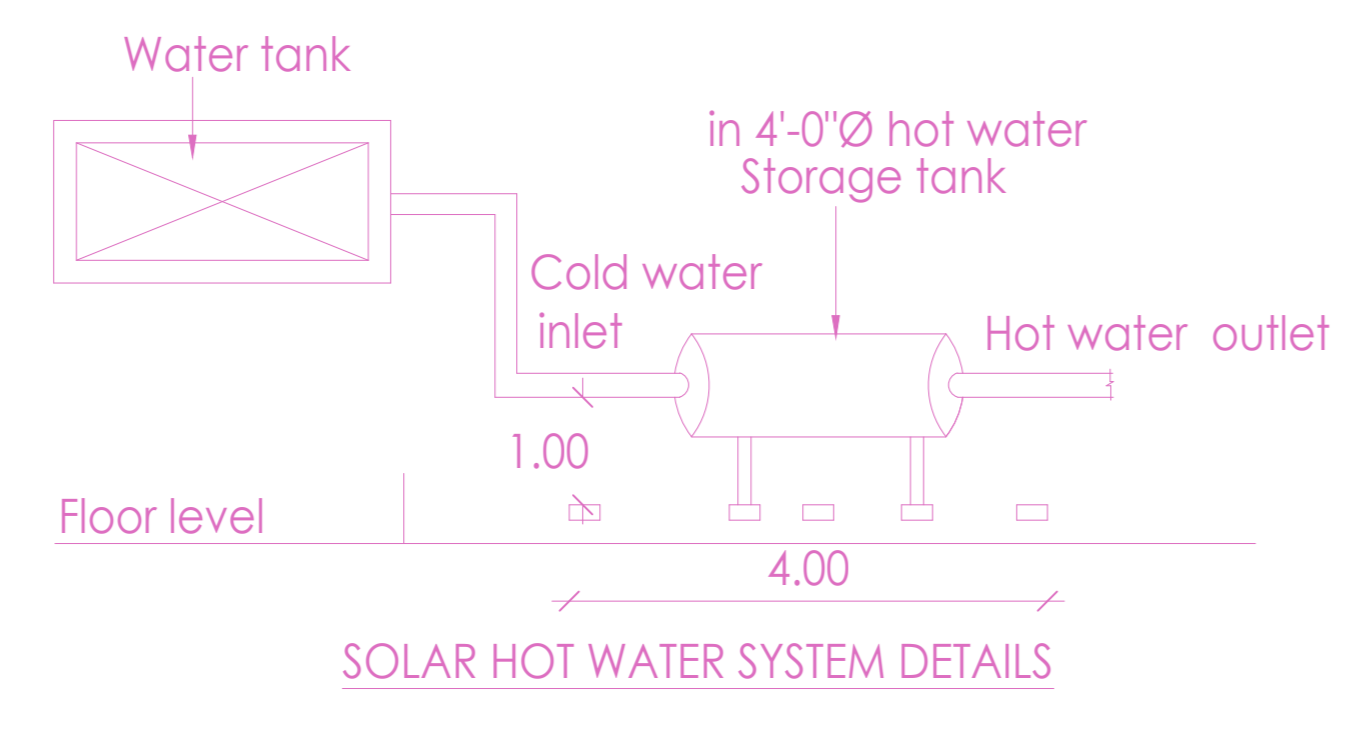 Water tank
in 4'-0"Ø hot water
Storage tank
Cold water
inlet
Hot water outlet
1.00
Floor level
4.00
SOLAR HOT WATER SYSTEM DETAILS